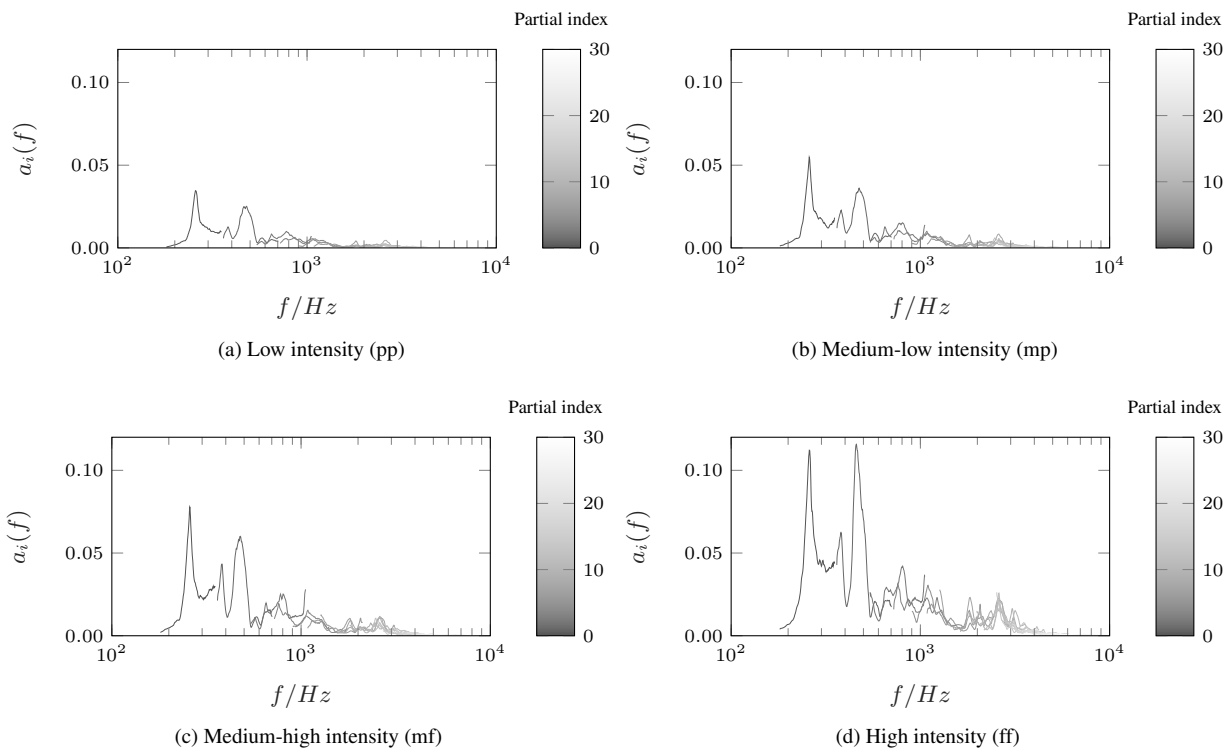 Partial index
30
20
10
0
0.10
0.05
0.00
a_i(f)
10^2
10^3
10^4
f/Hz
(a) Low intensity (pp)
Partial index
30
20
10
0
0.10
0.05
0.00
a_i(f)
10^2
10^3
10^4
f/Hz
(b) Medium-low intensity (mp)
Partial index
30
20
10
0
0.10
0.05
0.00
a_i(f)
10^2
10^3
10^4
f/Hz
(c) Medium-high intensity (mf)
Partial index
30
20
10
0
0.10
0.05
0.00
a_i(f)
10^2
10^3
10^4
f/Hz
(d) High intensity (ff)